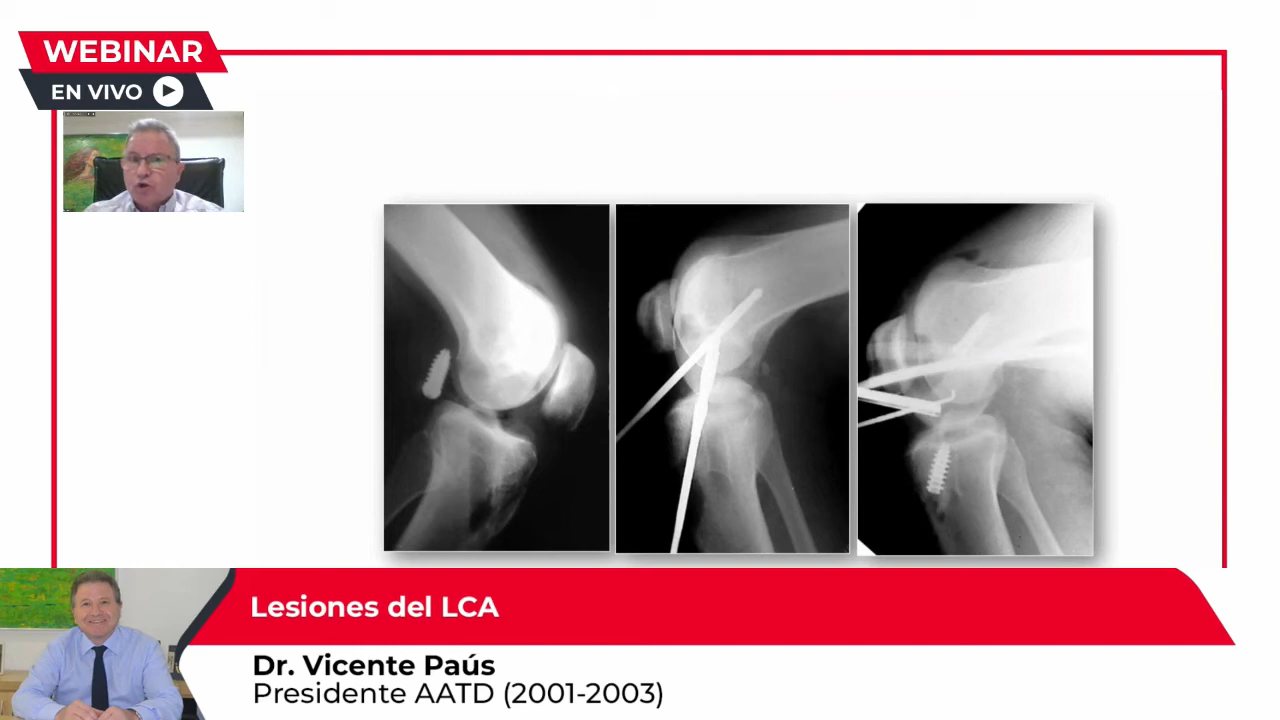 WEBINAR
EN VIVO
Lesiones del LCA
Dr. Vicente Paús
Presidente AATD (2001-2003)